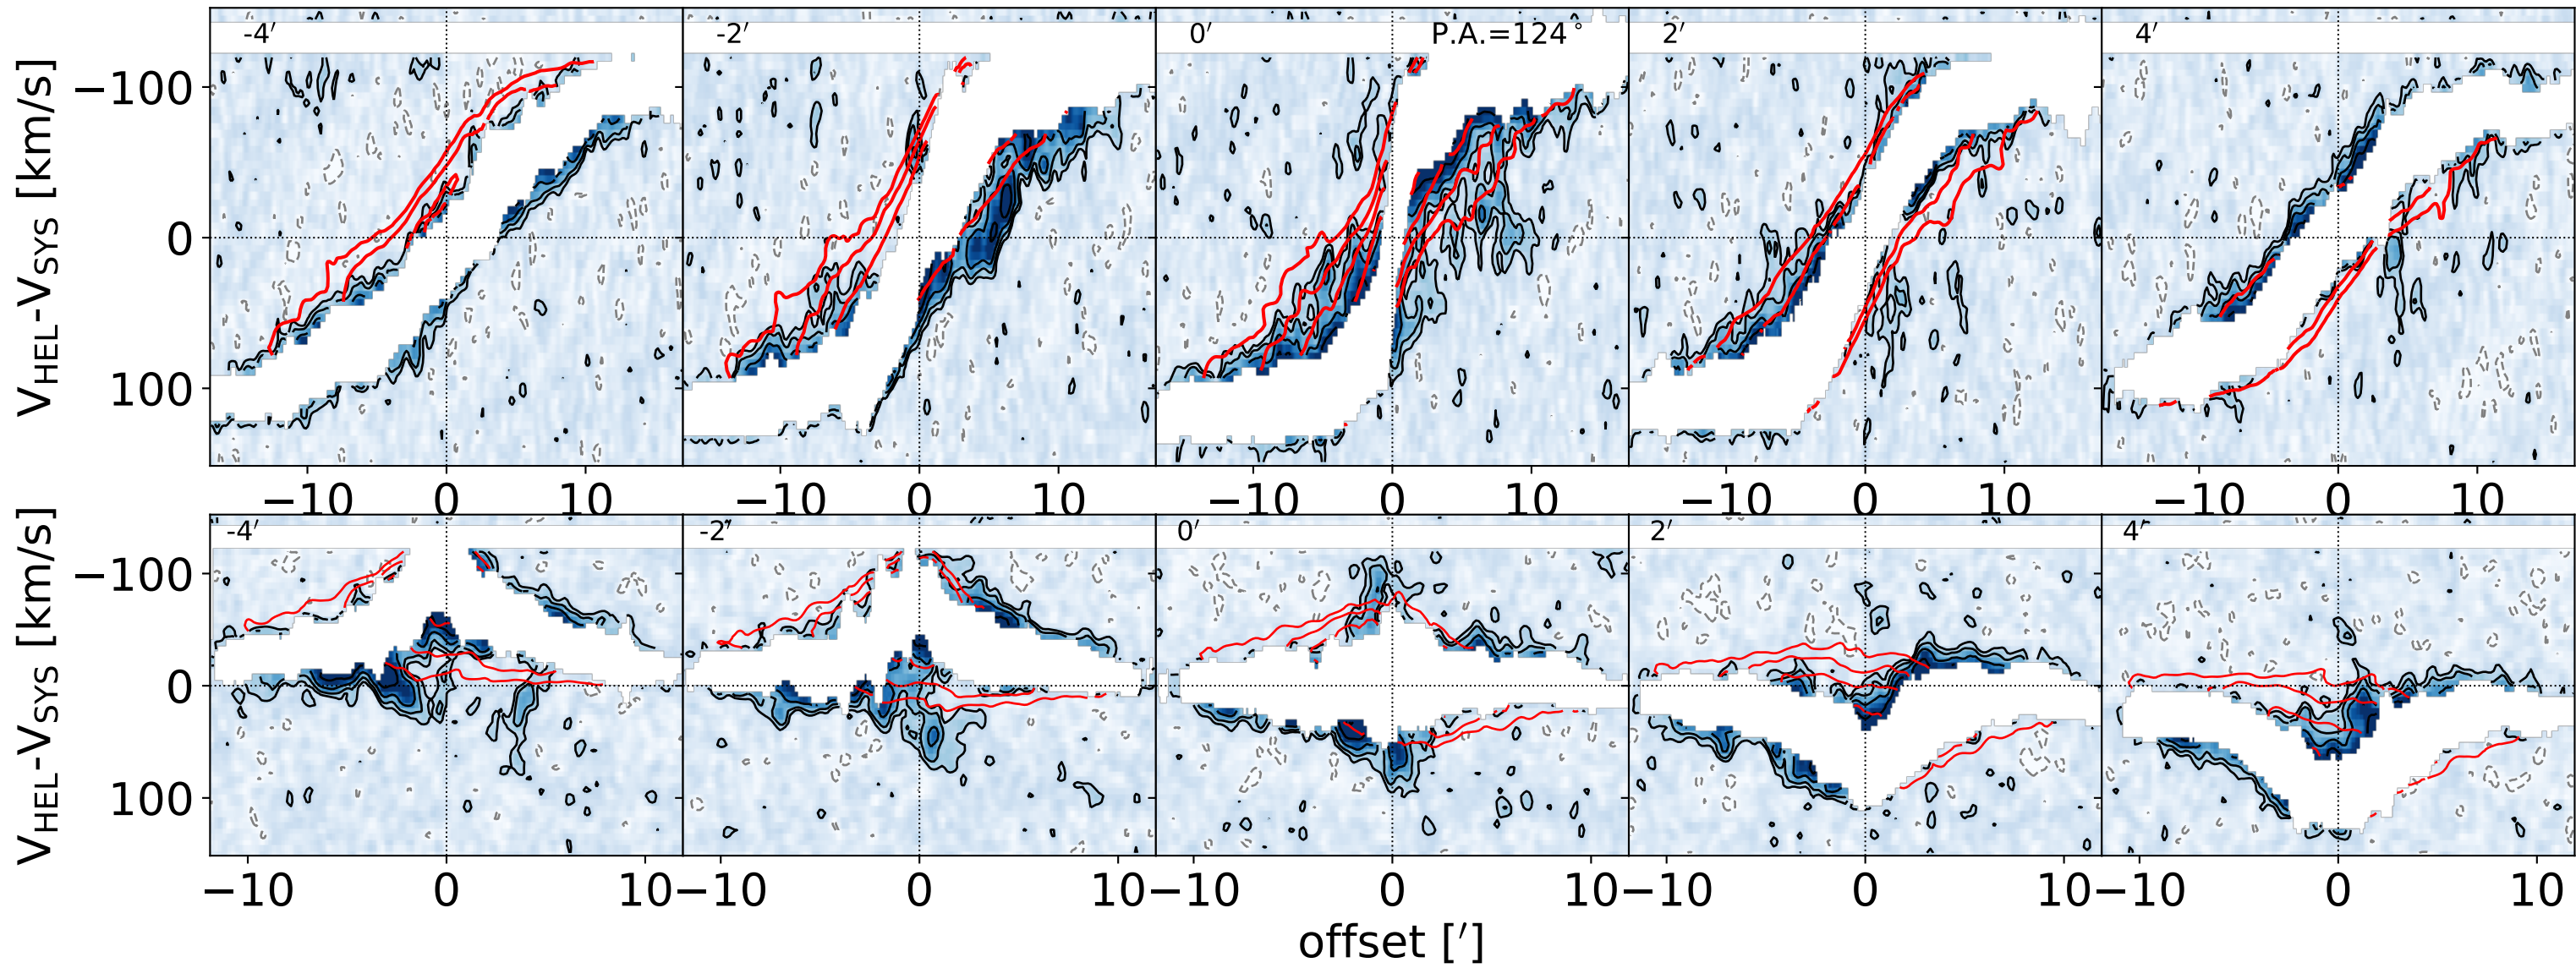 -4′ -2′ 0′ P.A.=124° 2′ 4′
V_HEL-V_SYS [km/s]
−100
0
100
−10 0 10 −10 0 10 −10 0 10 −10 0 10 −10 0 10
-4′ -2′ 0′ 2′ 4′
V_HEL-V_SYS [km/s]
−100
0
100
−10 0 10 −10 0 10 −10 0 10 −10 0 10 −10 0 10
offset [′]